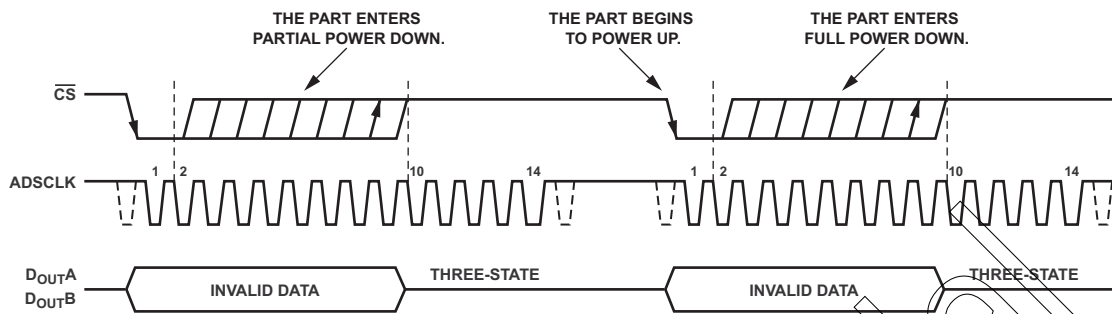 THE PART ENTERS
PARTIAL POWER DOWN.
THE PART BEGINS
TO POWER UP.
THE PART ENTERS
FULL POWER DOWN.
CS
1 2 10 14 1 2 10 14
ADSCLK
DOUTA
DOUTB
INVALID DATA
THREE-STATE
INVALID DATA
THREE-STATE